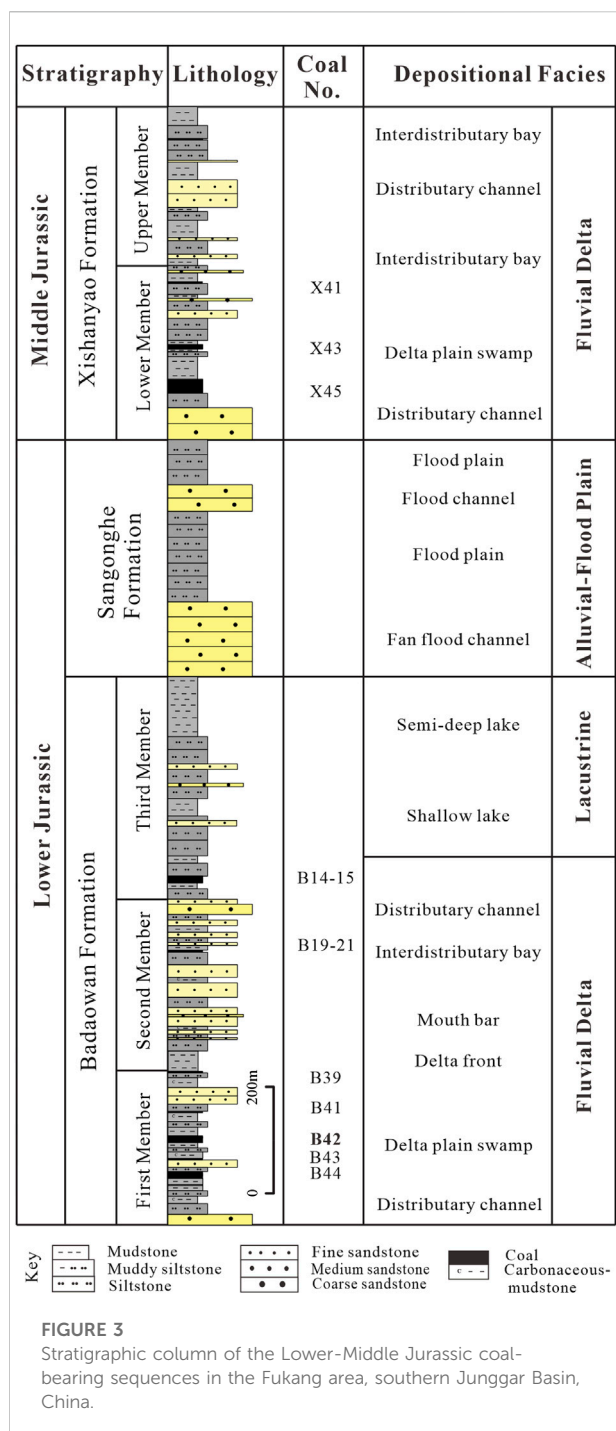 Stratigraphy Lithology Coal No. Depositional Facies
Middle Jurassic
Xishanyao Formation
Upper Member
Interdistributary bay
Distributary channel
Interdistributary bay
Fluvial Delta
Lower Member
X41
X43
Delta plain swamp
X45
Distributary channel
Lower Jurassic
Sangonghe Formation
Flood plain
Flood channel
Flood plain
Fan flood channel
Alluvial-Flood Plain
Badaowan Formation
Third Member
Semi-deep lake
Shallow lake
Lacustrine
B14-15
Second Member
Distributary channel
B19-21
Interdistributary bay
Mouth bar
Delta front
Fluvial Delta
First Member
200m
0
B39
B41
B42
Delta plain swamp
B43
B44
Distributary channel
Key
Mudstone
Muddy siltstone
Siltstone
Fine sandstone
Medium sandstone
Coarse sandstone
Coal
Carbonaceous-
mudstone
FIGURE 3
Stratigraphic column of the Lower-Middle Jurassic coal-
bearing sequences in the Fukang area, southern Junggar Basin,
China.